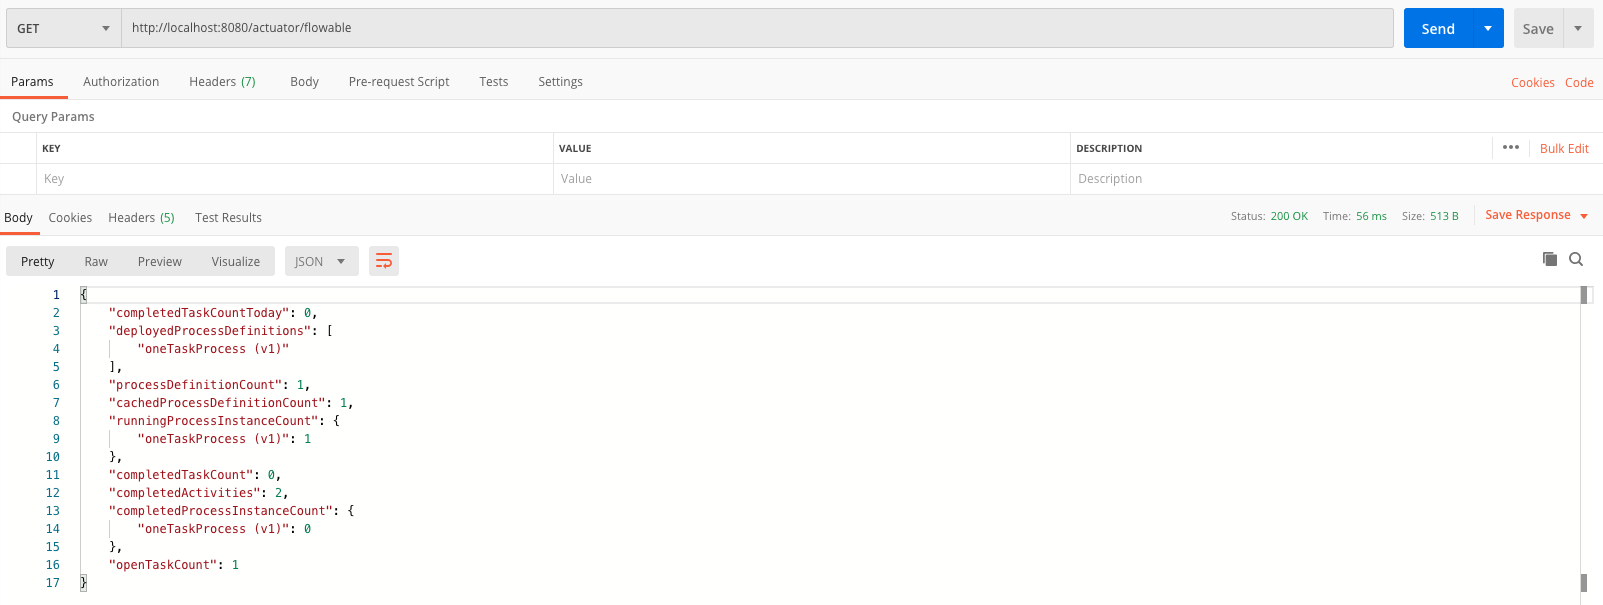 GET http://localhost:8080/actuator/flowable Send Save
Params Authorization Headers (7) Body Pre-request Script Tests Settings Cookies Code
Query Params
KEY VALUE DESCRIPTION ••• Bulk Edit
Key Value Description
Body Cookies Headers (5) Test Results Status: 200 OK Time: 56 ms Size: 513 B Save Response
Pretty Raw Preview Visualize JSON
1 {
2 "completedTaskCountToday": 0,
3 "deployedProcessDefinitions": [
4 "oneTaskProcess (v1)"
5 ],
6 "processDefinitionCount": 1,
7 "cachedProcessDefinitionCount": 1,
8 "runningProcessInstanceCount": {
9 "oneTaskProcess (v1)": 1
10 },
11 "completedTaskCount": 0,
12 "completedActivities": 2,
13 "completedProcessInstanceCount": {
14 "oneTaskProcess (v1)": 0
15 },
16 "openTaskCount": 1
17 }